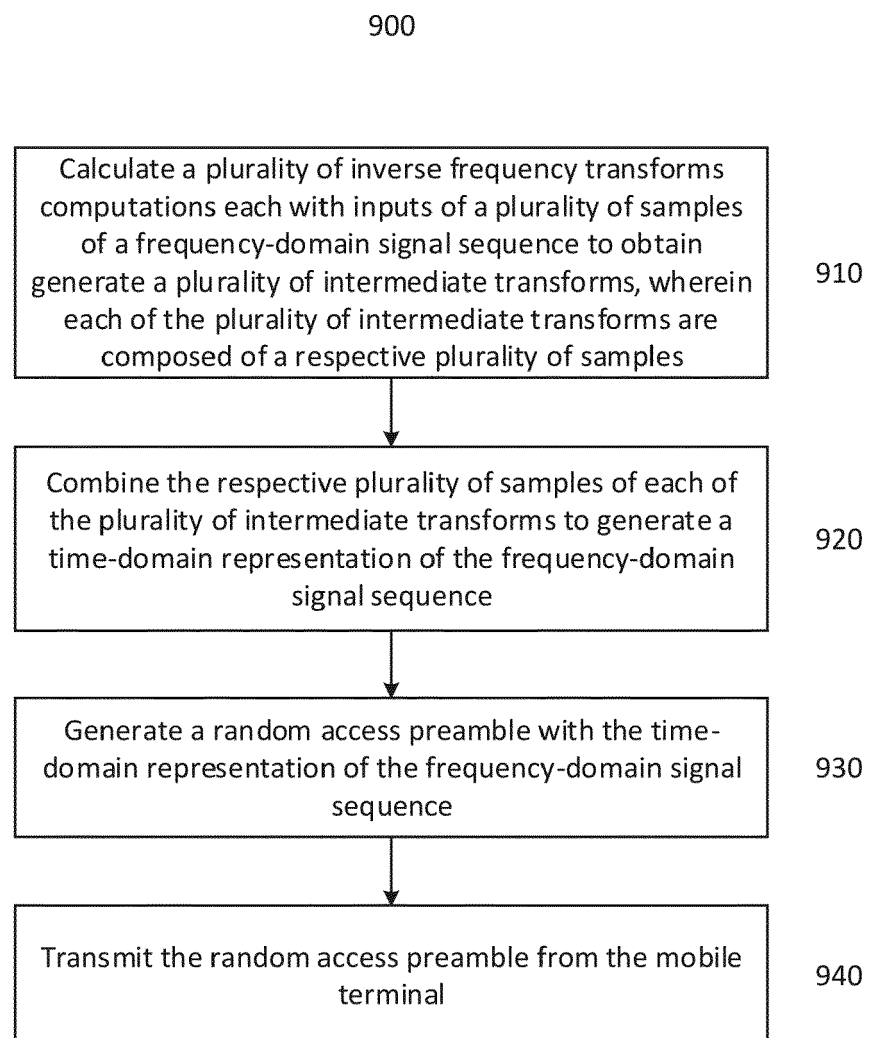 900
Calculate a plurality of inverse frequency transforms
computations each with inputs of a plurality of samples
of a frequency-domain signal sequence to obtain
generate a plurality of intermediate transforms, wherein
each of the plurality of intermediate transforms are
composed of a respective plurality of samples
910
Combine the respective plurality of samples of each of
the plurality of intermediate transforms to generate a
time-domain representation of the frequency-domain
signal sequence
920
Generate a random access preamble with the time-
domain representation of the frequency-domain signal
sequence
930
Transmit the random access preamble from the mobile
terminal
940